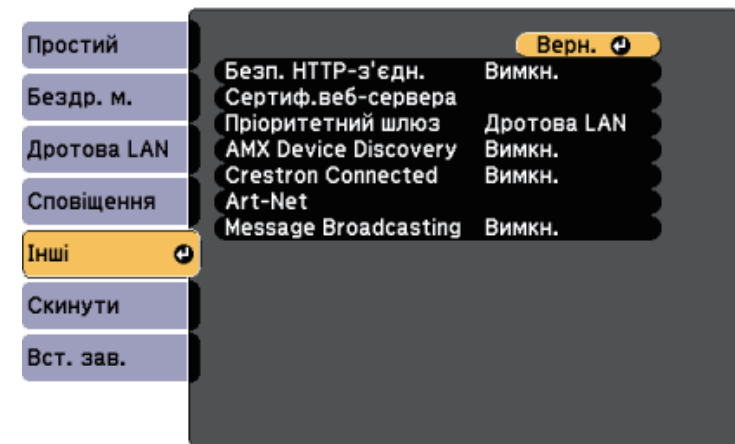 Простий
Бездр. м.
Дротова LAN
Сповіщення
Інші
Скинути
Вст. зав.
Верн.
Безп. HTTP-з'єдн. Вимкн.
Сертиф.веб-сервера
Пріоритетний шлюз Дротова LAN
AMX Device Discovery Вимкн.
Crestron Connected Вимкн.
Art-Net
Message Broadcasting Вимкн.